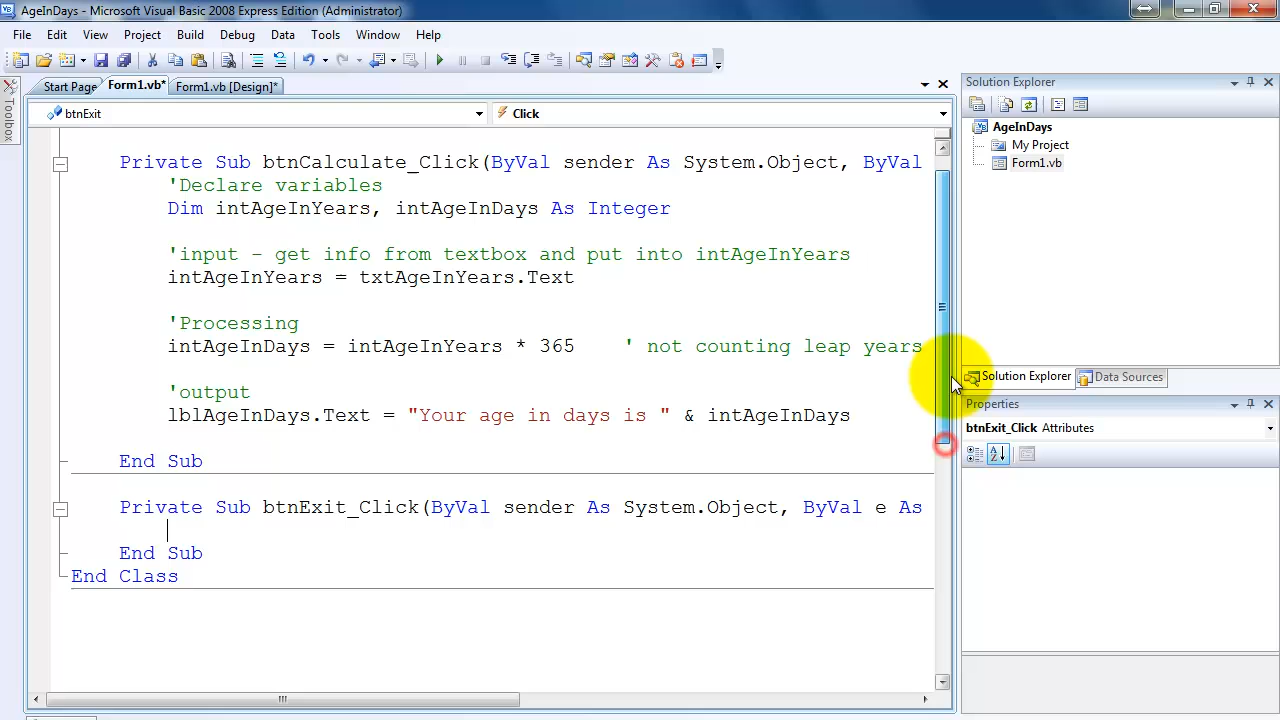 AgeInDays - Microsoft Visual Basic 2008 Express Edition (Administrator)
File Edit View Project Build Debug Data Tools Window Help
Start Page Form1.vb* Form1.vb [Design]*
Toolbox
btnExit Click
Private Sub btnCalculate_Click(ByVal sender As System.Object, ByVal
'Declare variables
Dim intAgeInYears, intAgeInDays As Integer
'input - get info from textbox and put into intAgeInYears
intAgeInYears = txtAgeInYears.Text
'Processing
intAgeInDays = intAgeInYears * 365 ' not counting leap years
'output
lblAgeInDays.Text = "Your age in days is " & intAgeInDays
End Sub
Private Sub btnExit_Click(ByVal sender As System.Object, ByVal e As
End Sub
End Class
Solution Explorer
AgeInDays
My Project
Form1.vb
Solution Explorer Data Sources
Properties
btnExit_Click Attributes